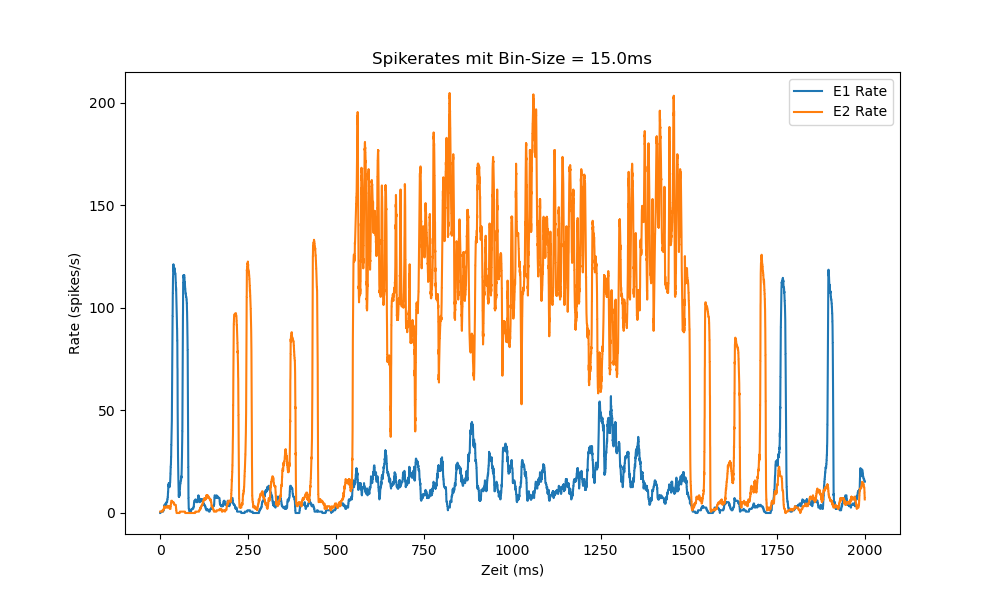 Spikerates mit Bin-Size = 15.0ms
E1 Rate
E2 Rate
Rate (spikes/s)
200
150
100
50
0
0 250 500 750 1000 1250 1500 1750 2000
Zeit (ms)